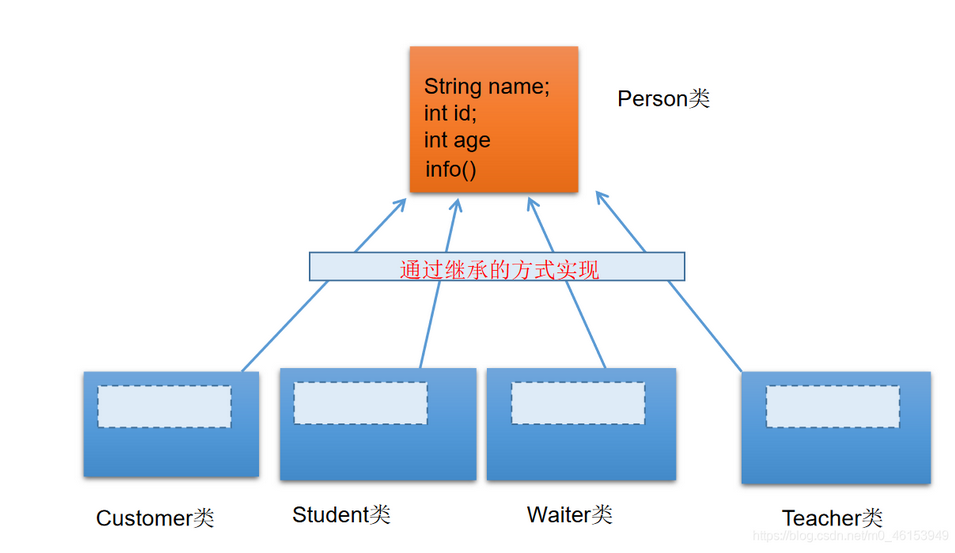 String name;
int id;
int age
info()
Person类
通过继承的方式实现
Customer类
Student类
Waiter类
Teacher类
https://blog.csdn.net/m0_46153949